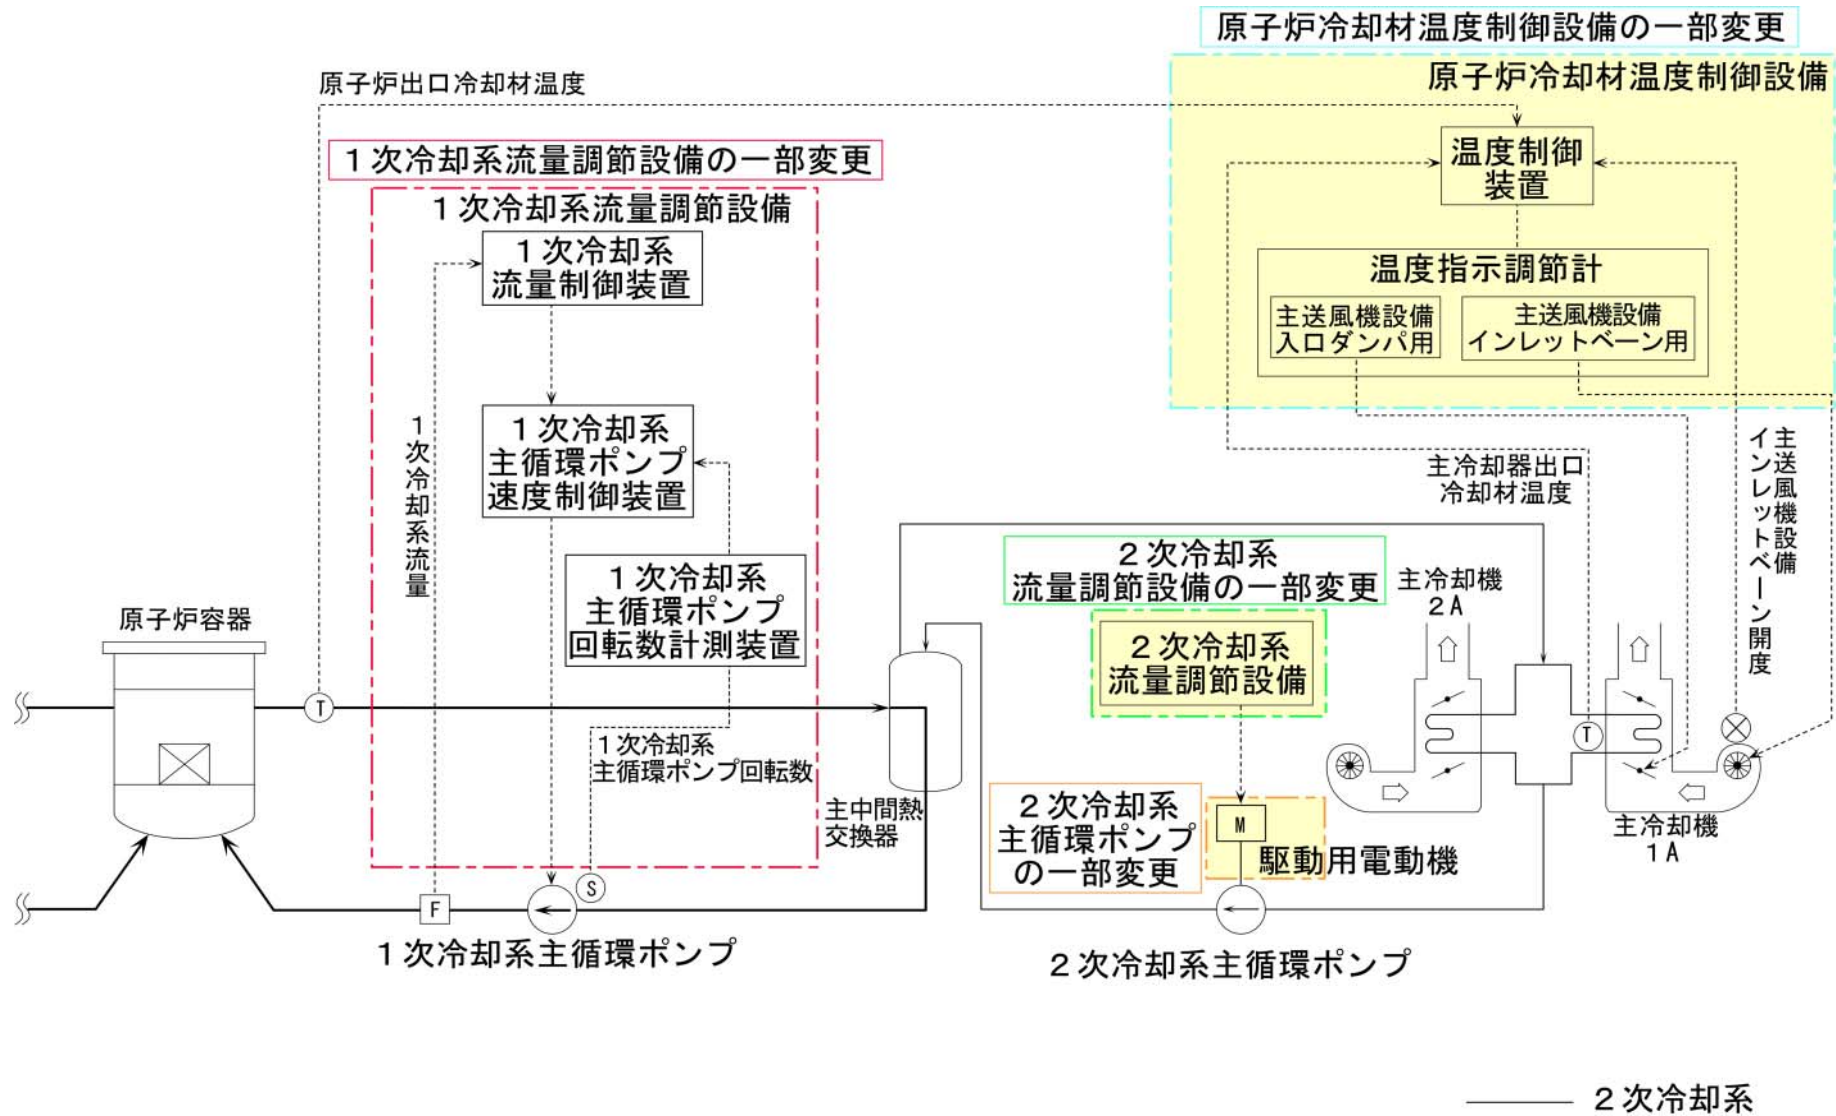 原子炉冷却材温度制御設備の一部変更
原子炉冷却材温度制御設備
原子炉出口冷却材温度
温度制御
装置
1次冷却系流量調節設備の一部変更
1次冷却系流量調節設備
1次冷却系
流量制御装置
温度指示調節計
主送風機設備
入口ダンパ用
主送風機設備
インレットベーン用
1次冷却系流量
1次冷却系
主循環ポンプ
速度制御装置
主冷却器出口
冷却材温度
主送風機設備
インレットベーン開度
1次冷却系
主循環ポンプ
回転数計測装置
2次冷却系
流量調節設備の一部変更
主冷却機
2A
原子炉容器
2次冷却系
流量調節設備
T
T
1次冷却系
主循環ポンプ回転数
主中間熱
交換器
2次冷却系
主循環ポンプ
の一部変更
M
駆動用電動機
主冷却機
1A
S
F
1次冷却系主循環ポンプ
2次冷却系主循環ポンプ
2次冷却系